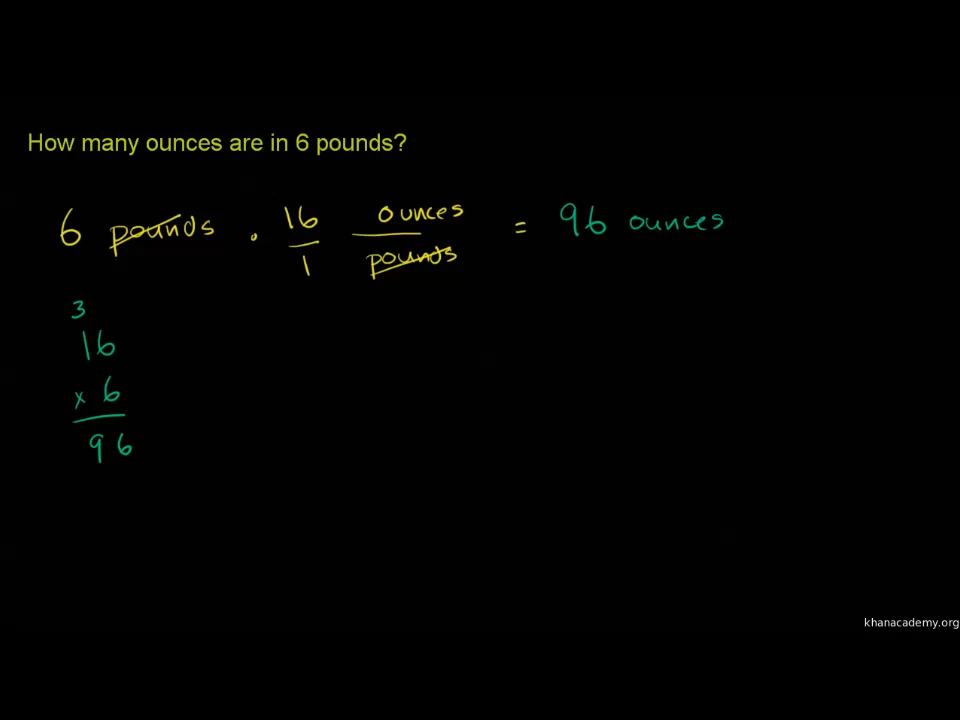 How many ounces are in 6 pounds?
6 pounds · 16/1 ounces/pounds = 96 ounces
3
16
x 6
96
khanacademy.org